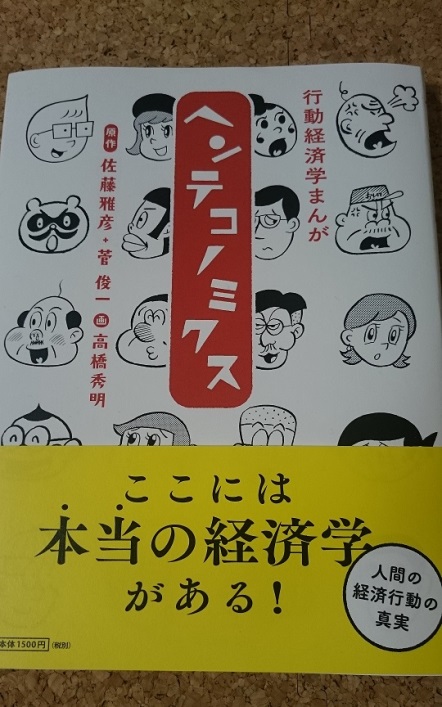 行動経済学まんが
ヘンテコノミクス
原作 佐藤雅彦・菅 俊一 画 高橋秀明
ここには
本当の経済学
がある!
人間の
経済行動の
真実
本体1500円 (税別)